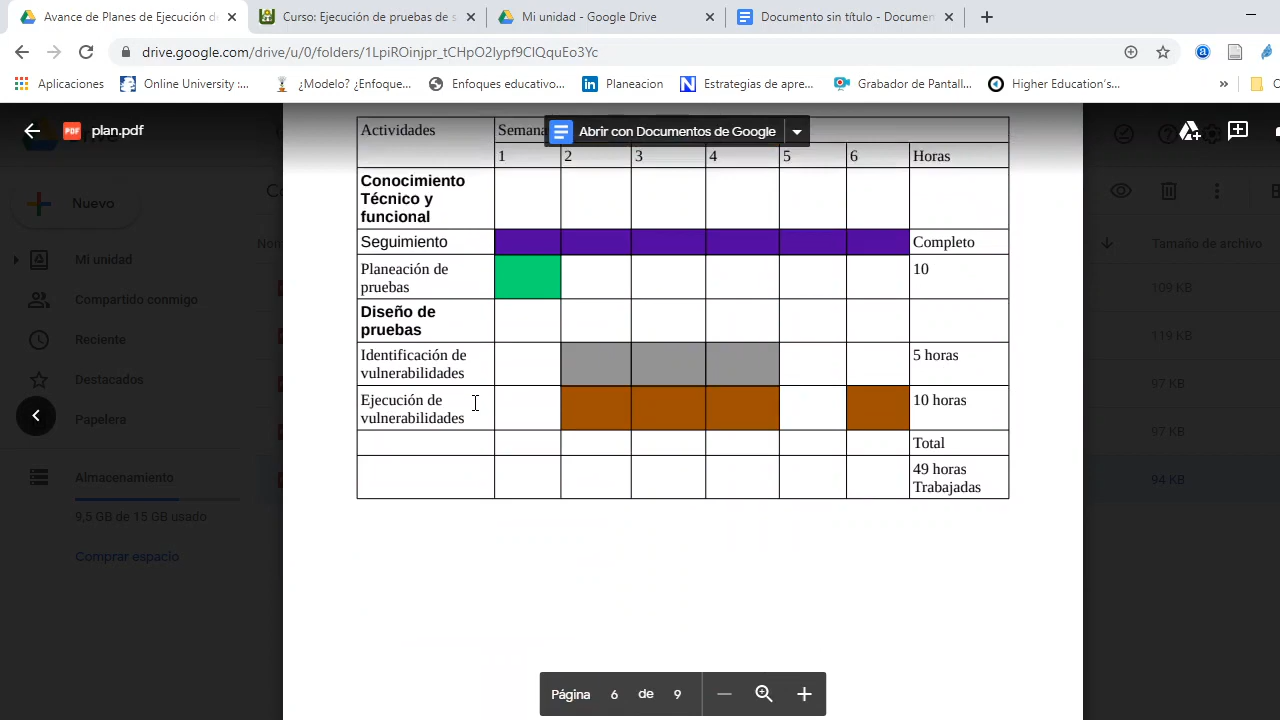 Avance de Planes de Ejecución de
Curso: Ejecución de pruebas de
Mi unidad - Google Drive
Documento sin título - Documen
drive.google.com/drive/u/0/folders/1LpiROinjpr_tCHpO2lypf9ClQquEo3Yc
Aplicaciones
Online University :...
¿Modelo? ¿Enfoque...
Enfoques educativo...
Planeacion
Estrategias de apre...
Grabador de Pantall...
Higher Education's...
PDF
plan.pdf
Abrir con Documentos de Google
Nuevo
Mi unidad
Compartido conmigo
Reciente
Destacados
Papelera
Almacenamiento
9,5 GB de 15 GB usado
Comprar espacio
Actividades
Semana
1 2 3 4 5 6 Horas
Conocimiento
Técnico y
funcional
Seguimiento Completo
Planeación de 10
pruebas
Diseño de
pruebas
Identificación de 5 horas
vulnerabilidades
Ejecución de 10 horas
vulnerabilidades
Total
49 horas
Trabajadas
Tamaño de archivo
109 KB
119 KB
97 KB
97 KB
94 KB
Página 6 de 9